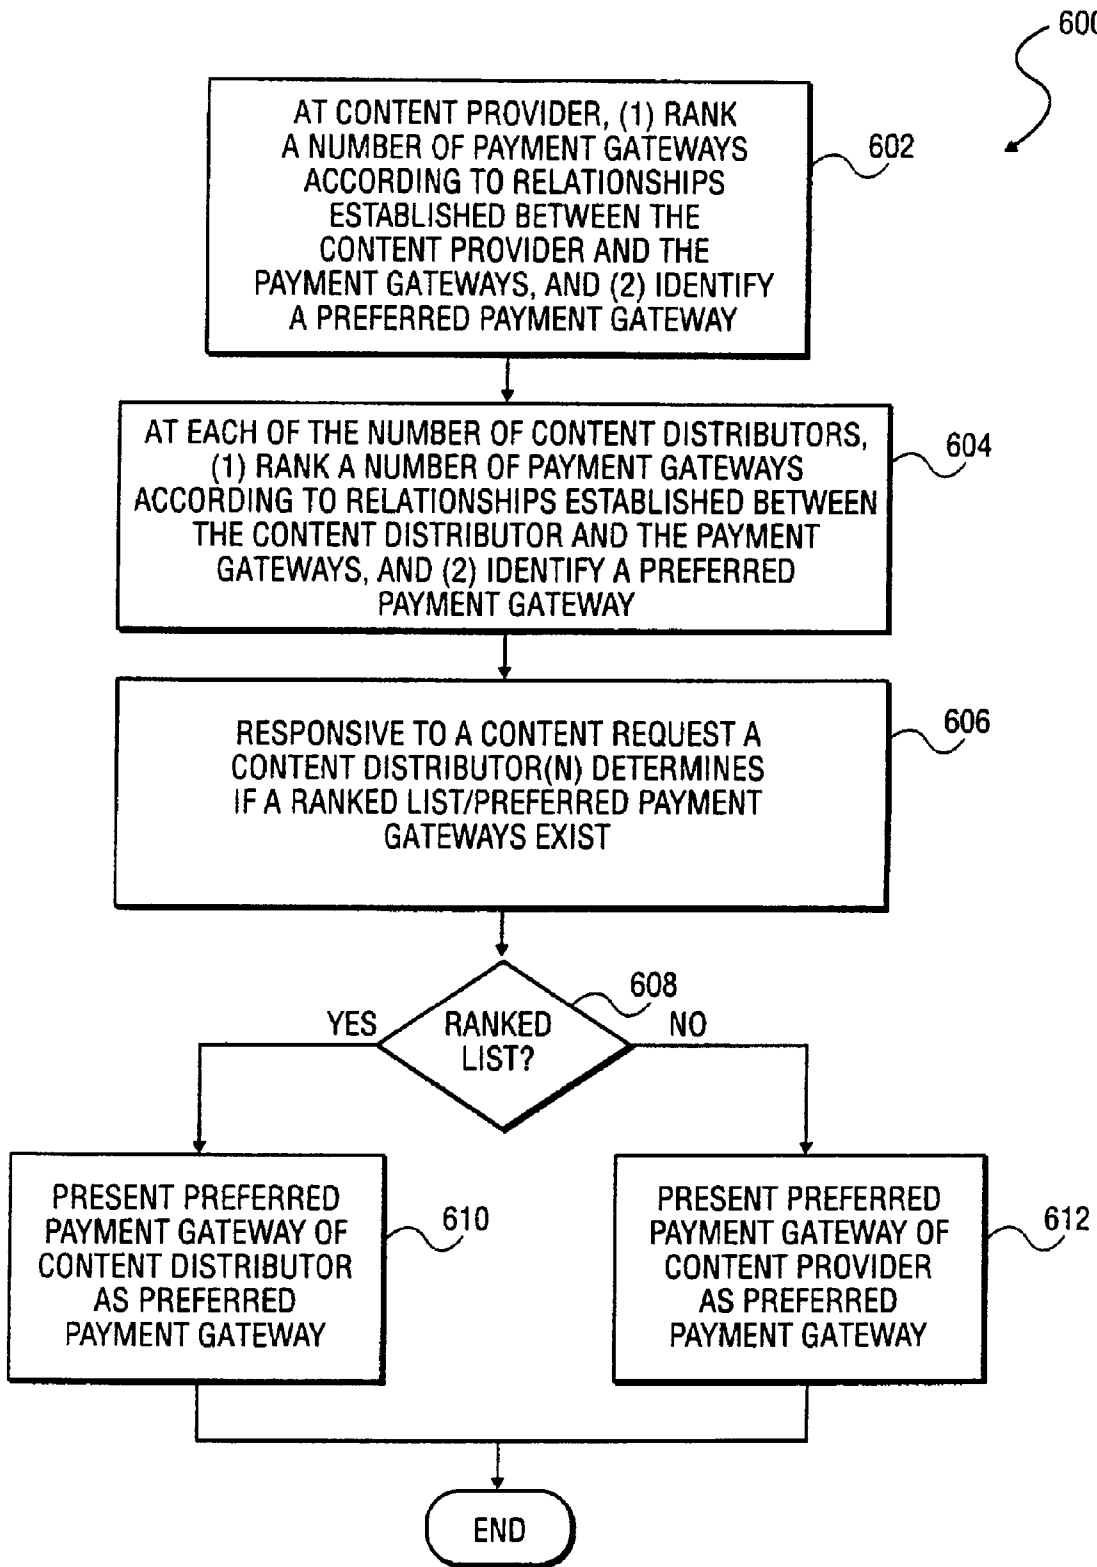 600
AT CONTENT PROVIDER, (1) RANK
A NUMBER OF PAYMENT GATEWAYS
ACCORDING TO RELATIONSHIPS
ESTABLISHED BETWEEN THE
CONTENT PROVIDER AND THE
PAYMENT GATEWAYS, AND (2) IDENTIFY
A PREFERRED PAYMENT GATEWAY
602
AT EACH OF THE NUMBER OF CONTENT DISTRIBUTORS,
(1) RANK A NUMBER OF PAYMENT GATEWAYS
ACCORDING TO RELATIONSHIPS ESTABLISHED BETWEEN
THE CONTENT DISTRIBUTOR AND THE PAYMENT
GATEWAYS, AND (2) IDENTIFY A PREFERRED
PAYMENT GATEWAY
604
RESPONSIVE TO A CONTENT REQUEST A
CONTENT DISTRIBUTOR(N) DETERMINES
IF A RANKED LIST/PREFERRED PAYMENT
GATEWAYS EXIST
606
608
YES
RANKED
LIST?
NO
PRESENT PREFERRED
PAYMENT GATEWAY OF
CONTENT DISTRIBUTOR
AS PREFERRED
PAYMENT GATEWAY
610
PRESENT PREFERRED
PAYMENT GATEWAY OF
CONTENT PROVIDER
AS PREFERRED
PAYMENT GATEWAY
612
END